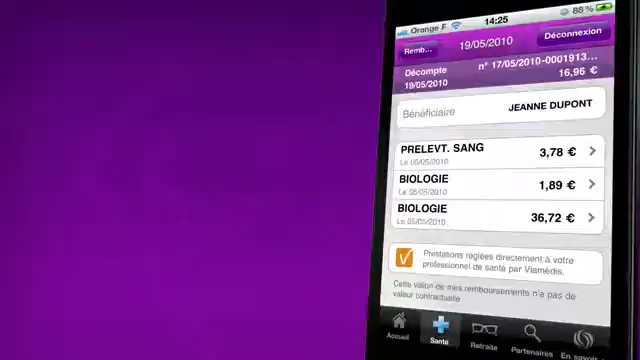 Orange F 14:25 88 %
Remb... 19/05/2010 Déconnexion
Décompte n° 17/05/2010-0001913...
19/05/2010 16,96 €
Bénéficiaire JEANNE DUPONT
PRELEVT. SANG 3,78 €
Le 05/05/2010
BIOLOGIE 1,89 €
Le 05/05/2010
BIOLOGIE 36,72 €
Le 05/05/2010
Prestations réglées directement à votre
professionnel de santé par Viamédis.
Cette vision de mes remboursements n'a pas de
valeur contractuelle
Accueil Santé Retraite Partenaires En savoir